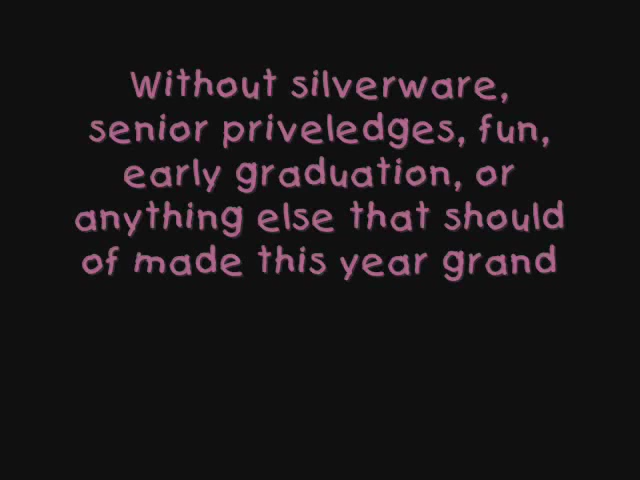 Without silverware,
senior priveledges, fun,
early graduation, or
anything else that should
of made this year grand